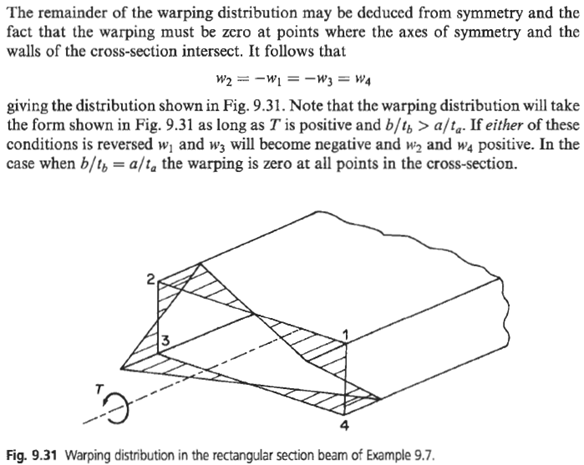 The remainder of the warping distribution may be deduced from symmetry and the
fact that the warping must be zero at points where the axes of symmetry and the
walls of the cross-section intersect. It follows that
w₂ = −w₁ = −w₃ = w₄
giving the distribution shown in Fig. 9.31. Note that the warping distribution will take
the form shown in Fig. 9.31 as long as T is positive and b/t_b > a/t_a. If either of these
conditions is reversed w₁ and w₃ will become negative and w₂ and w₄ positive. In the
case when b/t_b = a/t_a the warping is zero at all points in the cross-section.
2
1
3
T
4
Fig. 9.31 Warping distribution in the rectangular section beam of Example 9.7.